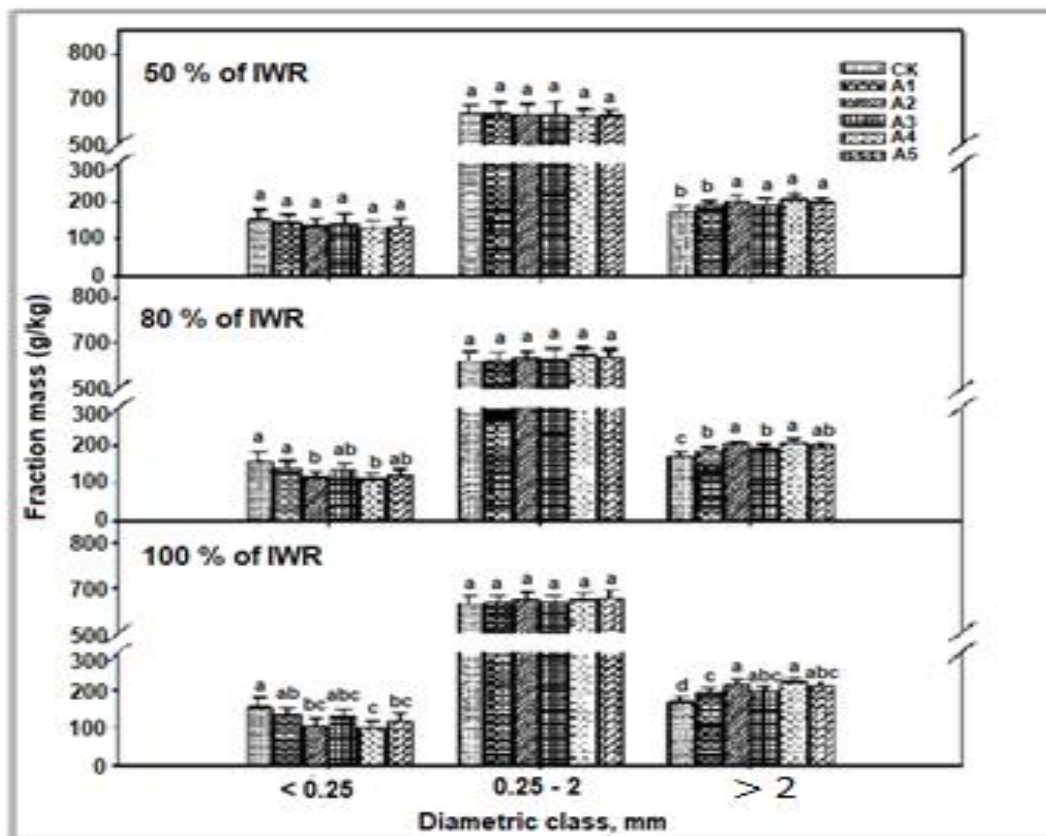 Fraction mass (g/kg)
50 % of IWR
CK
A1
A2
A3
A4
A5
800
700
500
300
200
100
0
a a a a a a
a a a a a a
b b a a a a
80 % of IWR
800
700
500
300
200
100
0
a a b ab b ab
a a a a a a
c b a b a ab
100 % of IWR
800
700
500
300
200
100
0
a ab bc abc c bc
a a a a a a
d c a abc a abc
< 0.25 0.25 - 2 > 2
Diametric class, mm